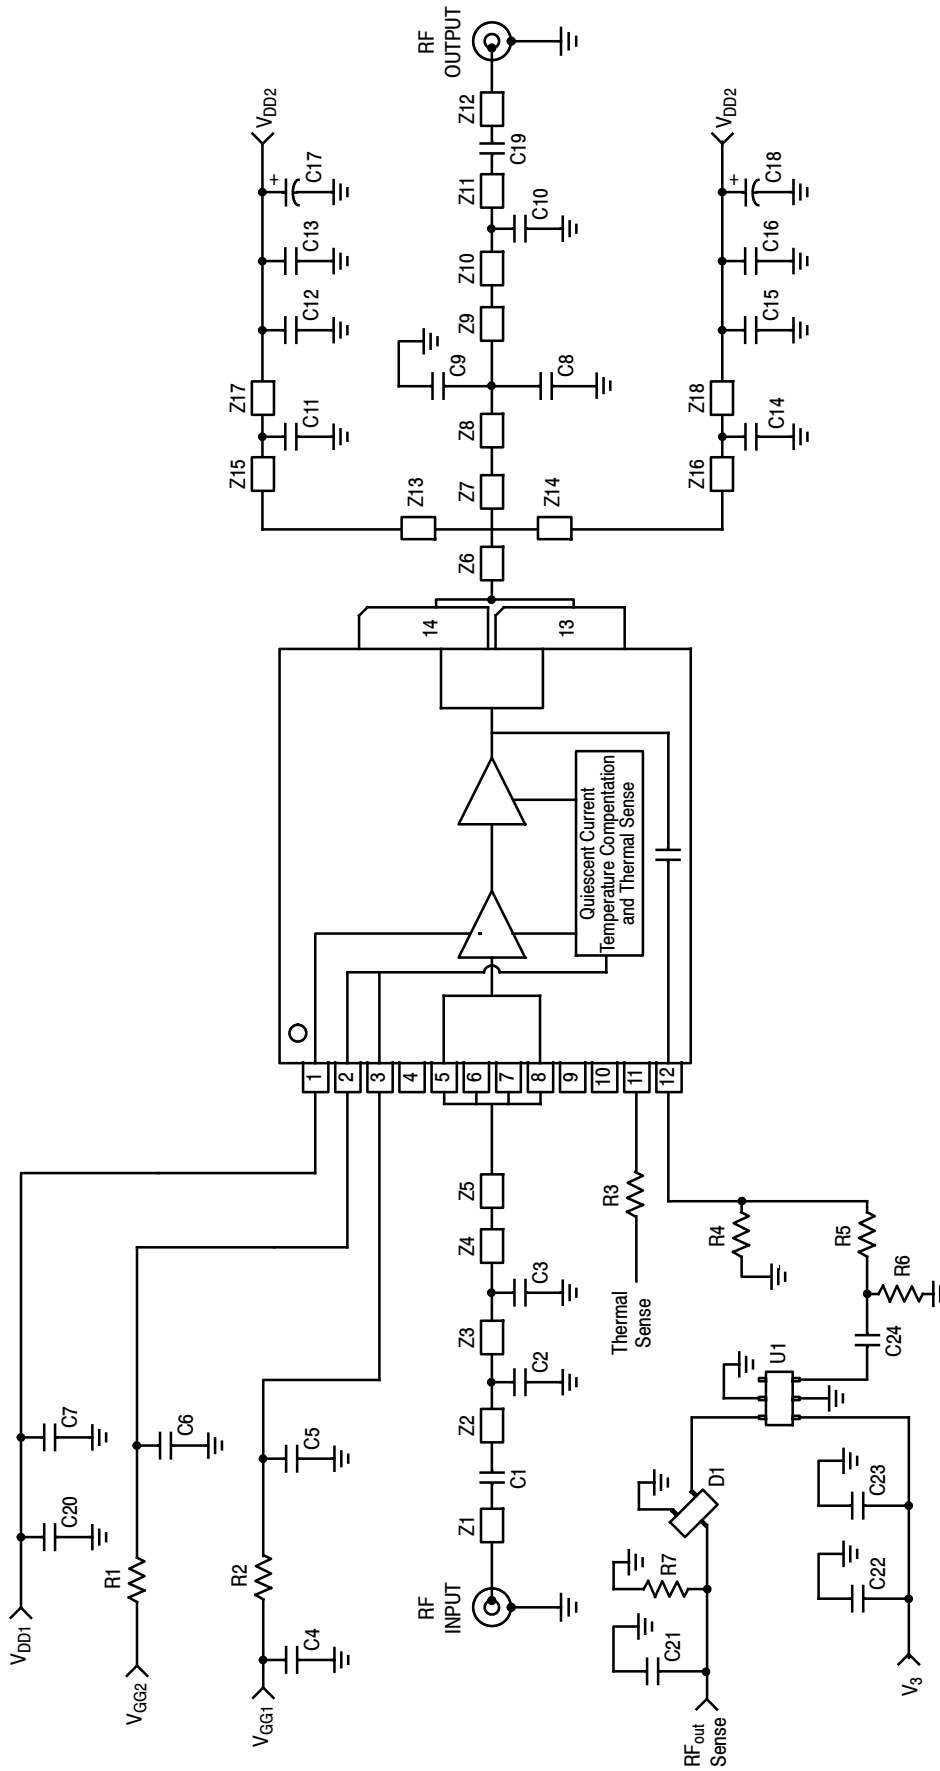 VDD1
C20
C7
VGG2
R1
C6
VGG1
C4
R2
C5
RF
INPUT
Z1
C1
Z2
C2
Z3
C3
Z4
Z5
Thermal
Sense
R3
1
2
3
4
5
6
7
8
9
10
11
12
Quiescent Current
Temperature Compentation
and Thermal Sense
14
13
Z6
Z13
Z14
Z7
Z8
C9
C8
Z9
Z10
C10
Z11
C19
Z12
RF
OUTPUT
Z15
C11
Z17
C12
C13
+
C17
VDD2
Z16
C14
Z18
C15
C16
+
C18
VDD2
RFout
Sense
C21
R7
D1
U1
C24
R4
R5
R6
V3
C22
C23